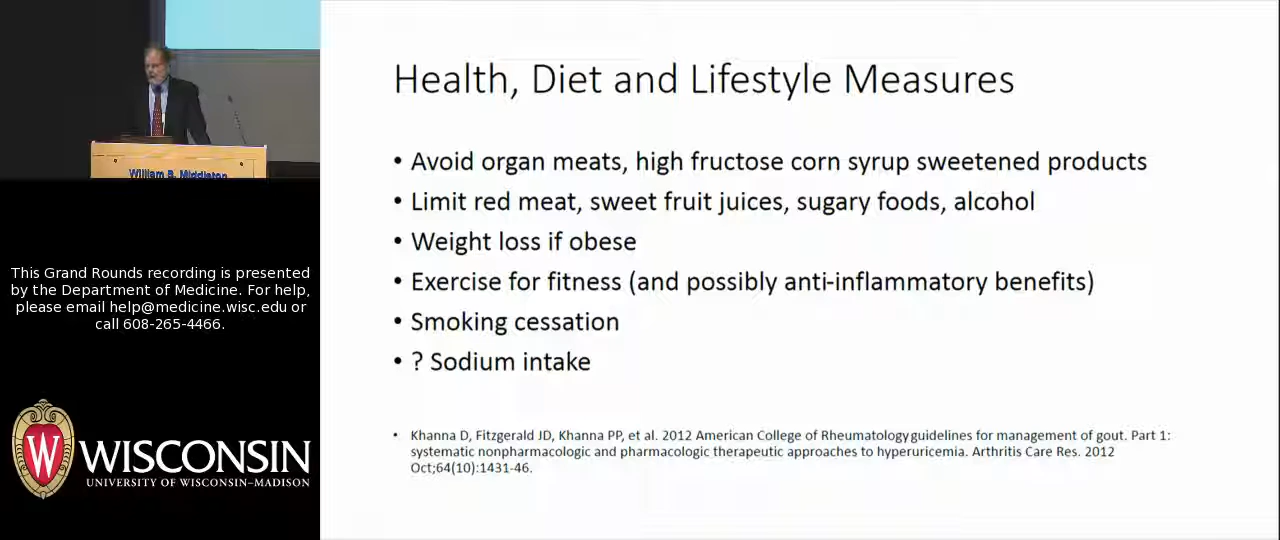 William S. Middleton
This Grand Rounds recording is presented
by the Department of Medicine. For help,
please email help@medicine.wisc.edu or
call 608-265-4466.
W
WISCONSIN
UNIVERSITY OF WISCONSIN–MADISON
Health, Diet and Lifestyle Measures
• Avoid organ meats, high fructose corn syrup sweetened products
• Limit red meat, sweet fruit juices, sugary foods, alcohol
• Weight loss if obese
• Exercise for fitness (and possibly anti-inflammatory benefits)
• Smoking cessation
• ? Sodium intake
• Khanna D, Fitzgerald JD, Khanna PP, et al. 2012 American College of Rheumatology guidelines for management of gout. Part 1:
systematic nonpharmacologic and pharmacologic therapeutic approaches to hyperuricemia. Arthritis Care Res. 2012
Oct;64(10):1431-46.